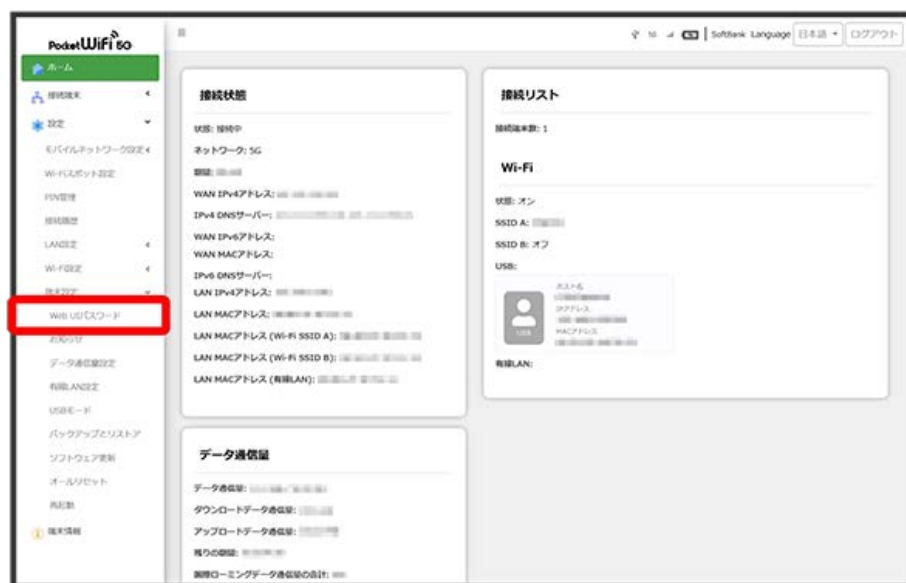 PocketWiFi 5G
SoftBank Language 日本語 ログアウト
ホーム
接続端末
設定
モバイルネットワーク設定
Wi-Fiスポット設定
PIN管理
接続履歴
LAN設定
Wi-Fi設定
端末設定
Web UIパスワード
お知らせ
データ通信量設定
有線LAN設定
USBモード
バックアップとリストア
ソフトウェア更新
オールリセット
再起動
端末情報
接続状態
状態: 接続中
ネットワーク: 5G
期間:
WAN IPv4アドレス:
IPv4 DNSサーバー:
WAN IPv6アドレス:
WAN MACアドレス:
IPv6 DNSサーバー:
LAN IPv4アドレス:
LAN MACアドレス:
LAN MACアドレス (Wi-Fi SSID A):
LAN MACアドレス (Wi-Fi SSID B):
LAN MACアドレス (有線LAN):
データ通信量
データ通信量:
ダウンロードデータ通信量:
アップロードデータ通信量:
残りの期間:
国際ローミングデータ通信量の合計:
接続リスト
接続端末数: 1
Wi-Fi
状態: オン
SSID A:
SSID B: オフ
USB:
ホスト名
IPアドレス
MACアドレス
USB
有線LAN: